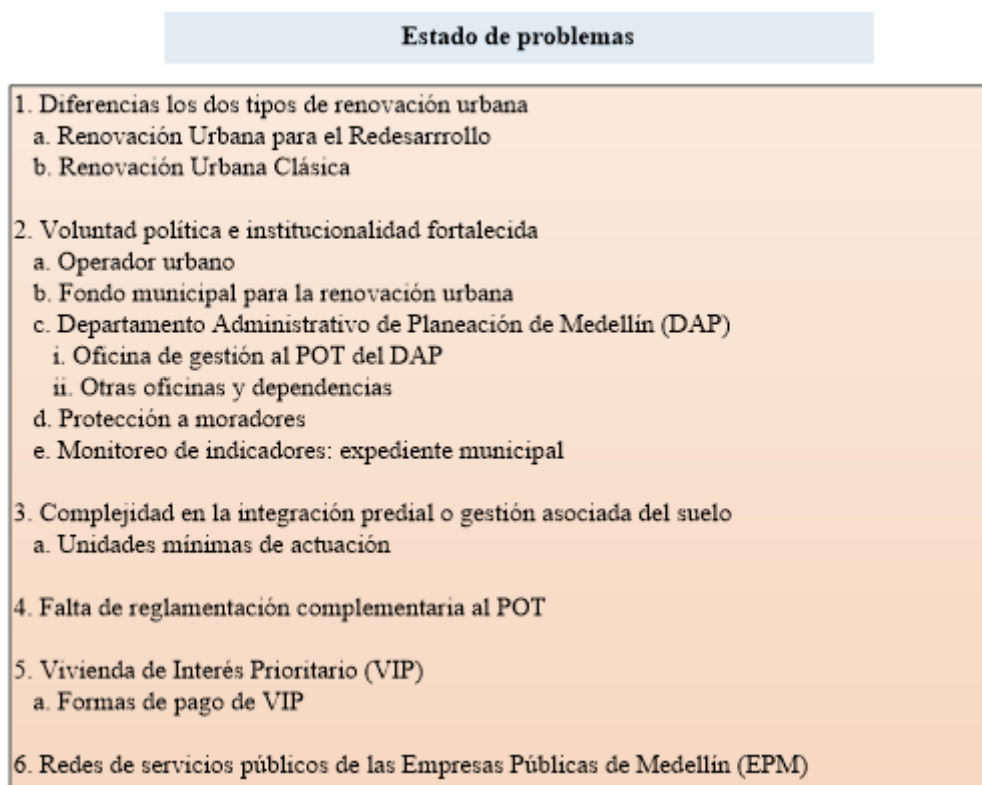 Estado de problemas
1. Diferencias los dos tipos de renovación urbana
a. Renovación Urbana para el Redesarrrollo
b. Renovación Urbana Clásica
2. Voluntad política e institucionalidad fortalecida
a. Operador urbano
b. Fondo municipal para la renovación urbana
c. Departamento Administrativo de Planeación de Medellín (DAP)
i. Oficina de gestión al POT del DAP
ii. Otras oficinas y dependencias
d. Protección a moradores
e. Monitoreo de indicadores: expediente municipal
3. Complejidad en la integración predial o gestión asociada del suelo
a. Unidades mínimas de actuación
4. Falta de reglamentación complementaria al POT
5. Vivienda de Interés Prioritario (VIP)
a. Formas de pago de VIP
6. Redes de servicios públicos de las Empresas Públicas de Medellín (EPM)